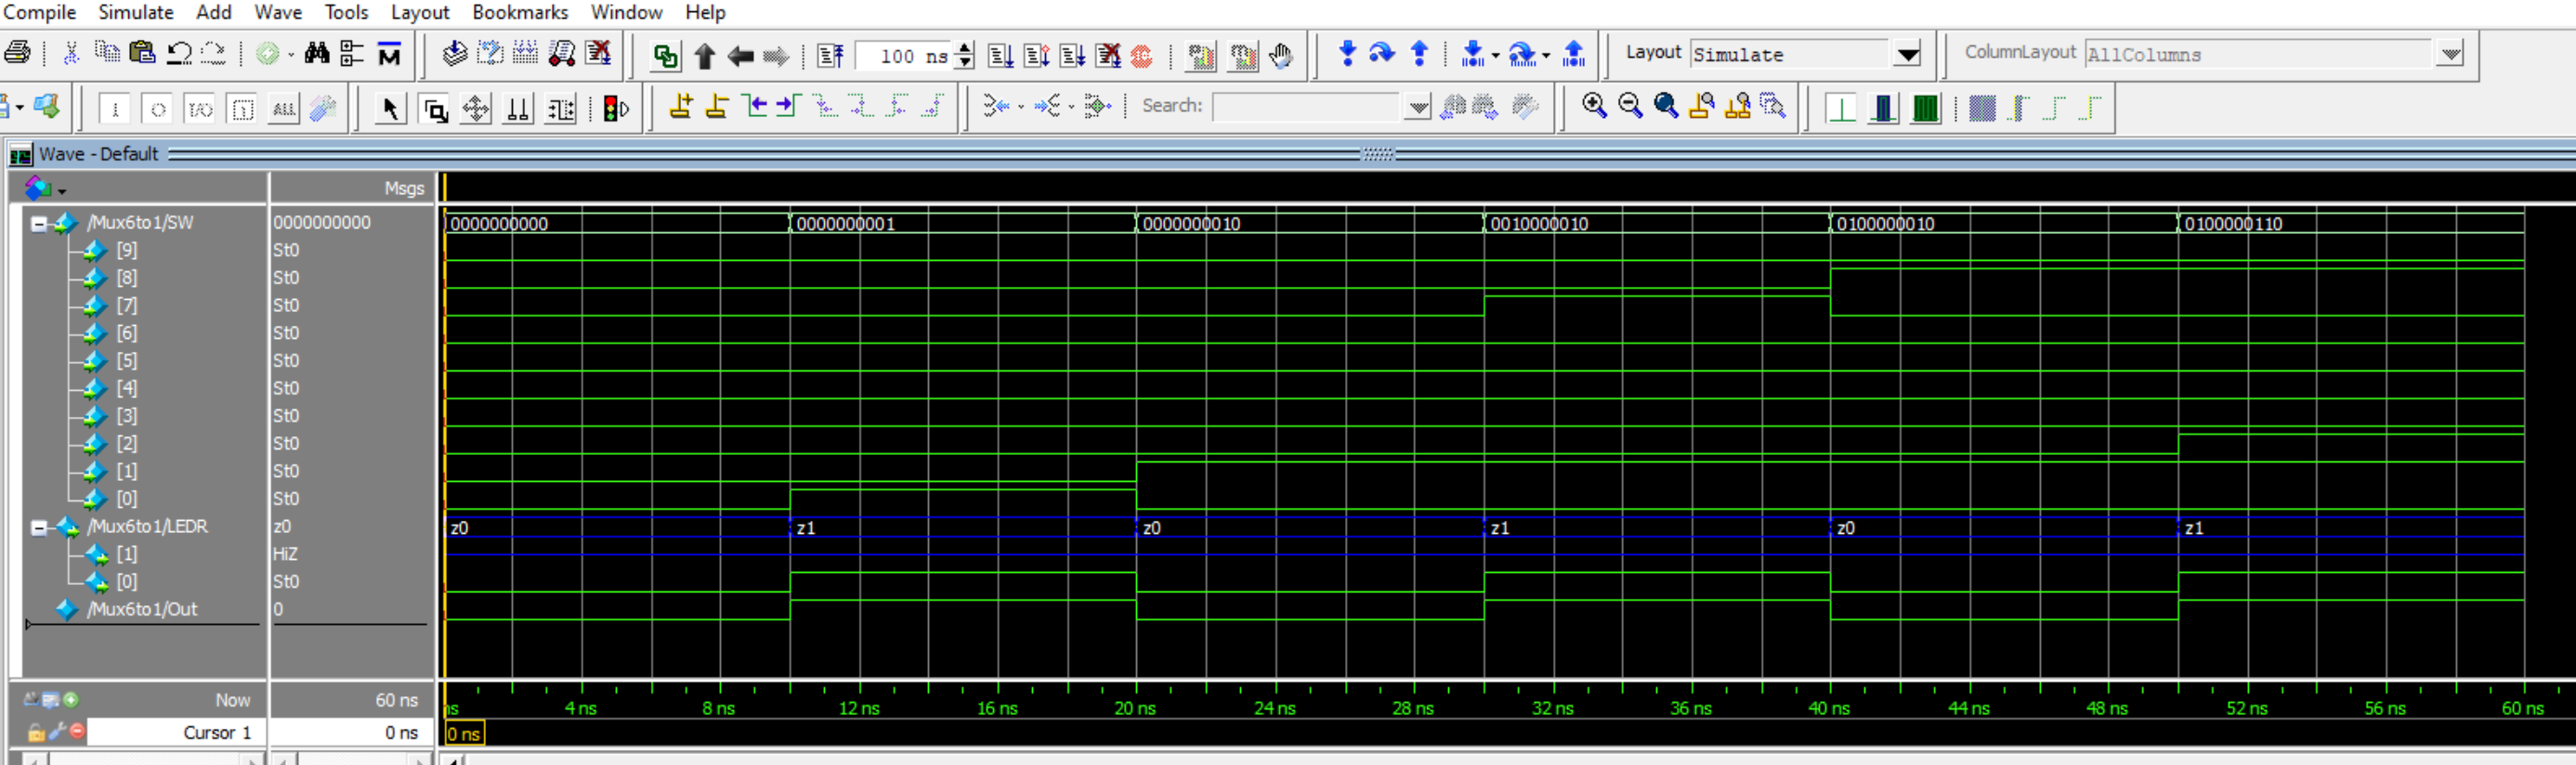 Compile Simulate Add Wave Tools Layout Bookmarks Window Help
100 ns Layout Simulate ColumnLayout AllColumns
I O I/O ALL Search:
Wave - Default
Msgs
/Mux6to1/SW 0000000000 0000000000 0000000001 0000000010 0010000010 0100000010 0100000110
[9] St0
[8] St0
[7] St0
[6] St0
[5] St0
[4] St0
[3] St0
[2] St0
[1] St0
[0] St0
/Mux6to1/LEDR z0 z0 z1 z0 z1 z0 z1
[1] HiZ
[0] St0
/Mux6to1/Out 0
Now 60 ns ns 4 ns 8 ns 12 ns 16 ns 20 ns 24 ns 28 ns 32 ns 36 ns 40 ns 44 ns 48 ns 52 ns 56 ns 60 ns
Cursor 1 0 ns 0 ns